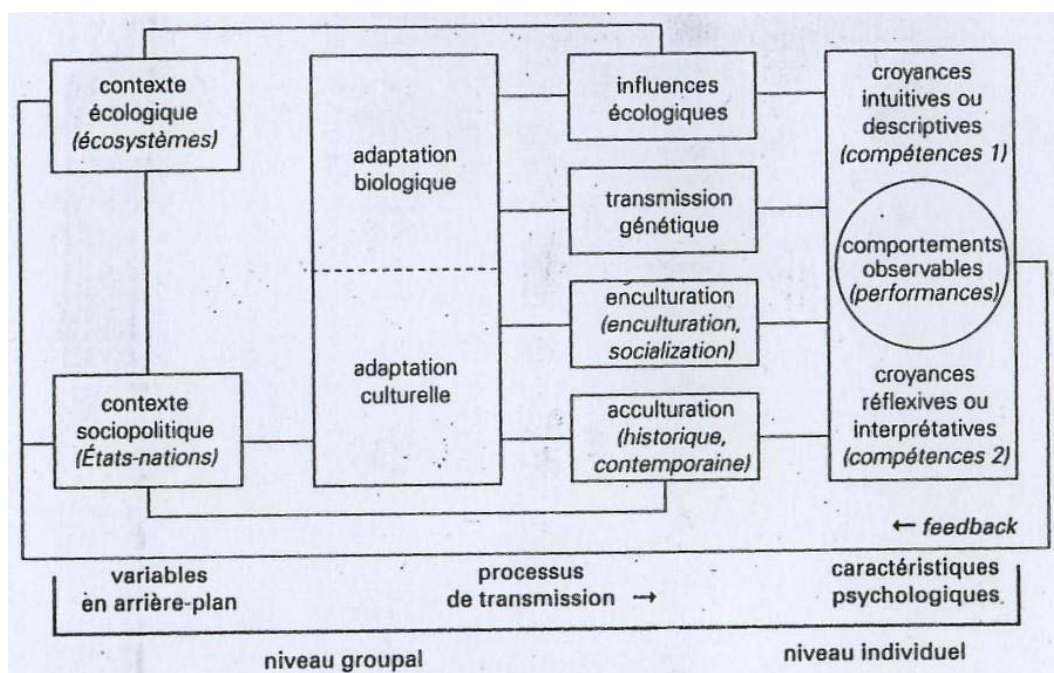 contexte
écologique
(écosystèmes)
contexte
sociopolitique
(États-nations)
adaptation
biologique
adaptation
culturelle
influences
écologiques
transmission
génétique
enculturation
(enculturation,
socialization)
acculturation
(historique,
contemporaine)
croyances
intuitives ou
descriptives
(compétences 1)
comportements
observables
(performances)
croyances
réflexives ou
interprétatives
(compétences 2)
← feedback
variables
en arrière-plan
processus
de transmission →
caractéristiques
psychologiques
niveau groupal
niveau individuel